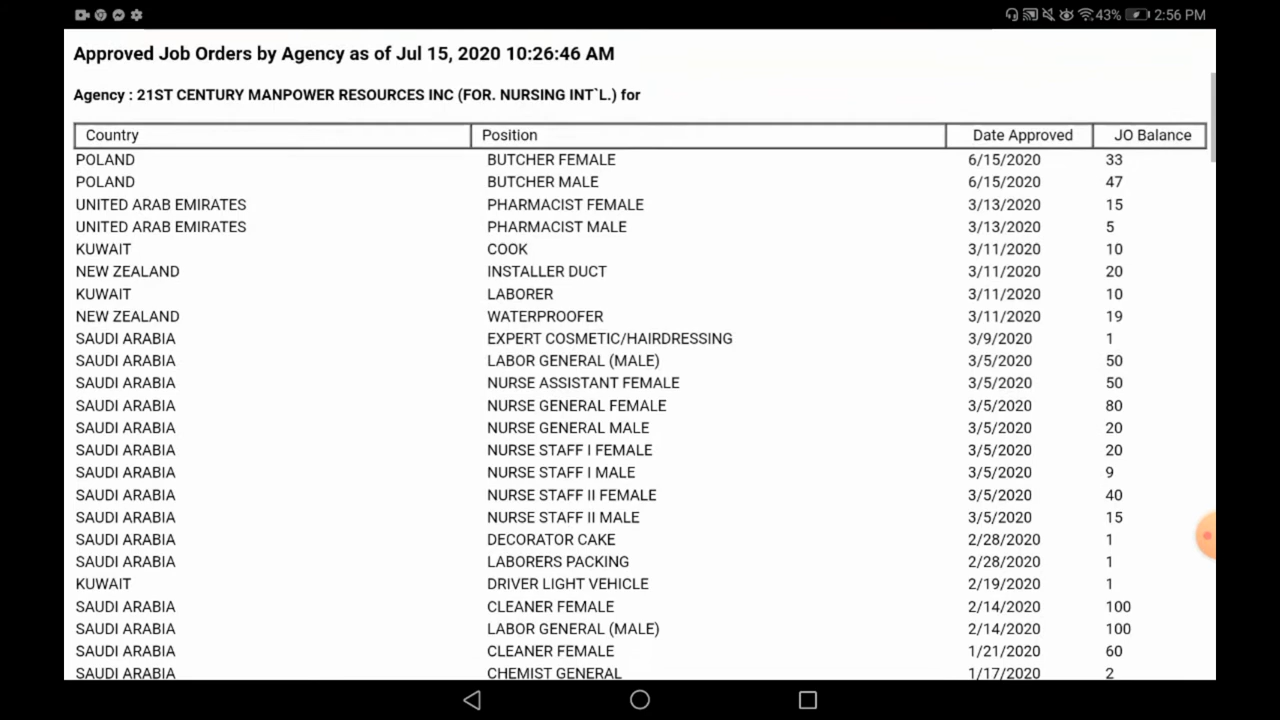 43% 2:56 PM
Approved Job Orders by Agency as of Jul 15, 2020 10:26:46 AM
Agency : 21ST CENTURY MANPOWER RESOURCES INC (FOR. NURSING INT`L.) for
Country Position Date Approved JO Balance
POLAND BUTCHER FEMALE 6/15/2020 33
POLAND BUTCHER MALE 6/15/2020 47
UNITED ARAB EMIRATES PHARMACIST FEMALE 3/13/2020 15
UNITED ARAB EMIRATES PHARMACIST MALE 3/13/2020 5
KUWAIT COOK 3/11/2020 10
NEW ZEALAND INSTALLER DUCT 3/11/2020 20
KUWAIT LABORER 3/11/2020 10
NEW ZEALAND WATERPROOFER 3/11/2020 19
SAUDI ARABIA EXPERT COSMETIC/HAIRDRESSING 3/9/2020 1
SAUDI ARABIA LABOR GENERAL (MALE) 3/5/2020 50
SAUDI ARABIA NURSE ASSISTANT FEMALE 3/5/2020 50
SAUDI ARABIA NURSE GENERAL FEMALE 3/5/2020 80
SAUDI ARABIA NURSE GENERAL MALE 3/5/2020 20
SAUDI ARABIA NURSE STAFF I FEMALE 3/5/2020 20
SAUDI ARABIA NURSE STAFF I MALE 3/5/2020 9
SAUDI ARABIA NURSE STAFF II FEMALE 3/5/2020 40
SAUDI ARABIA NURSE STAFF II MALE 3/5/2020 15
SAUDI ARABIA DECORATOR CAKE 2/28/2020 1
SAUDI ARABIA LABORERS PACKING 2/28/2020 1
KUWAIT DRIVER LIGHT VEHICLE 2/19/2020 1
SAUDI ARABIA CLEANER FEMALE 2/14/2020 100
SAUDI ARABIA LABOR GENERAL (MALE) 2/14/2020 100
SAUDI ARABIA CLEANER FEMALE 1/21/2020 60
SAUDI ARABIA CHEMIST GENERAL 1/17/2020 2